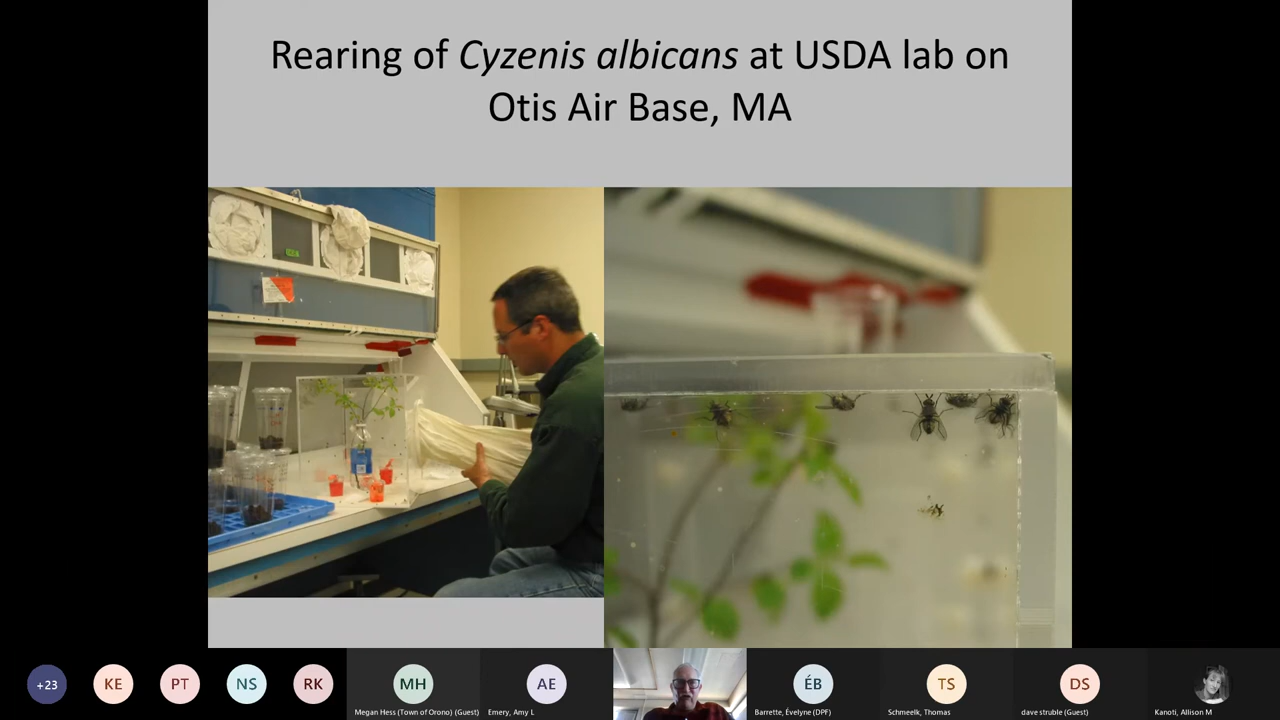 Rearing of Cyzenis albicans at USDA lab on
Otis Air Base, MA
+23
KE
PT
NS
RK
MH
AE
ÉB
TS
DS
Megan Hess (Town of Orono) (Guest)
Emery, Amy L
Barrette, Évelyne (DPF)
Schmeelk, Thomas
dave struble (Guest)
Kanoti, Allison M